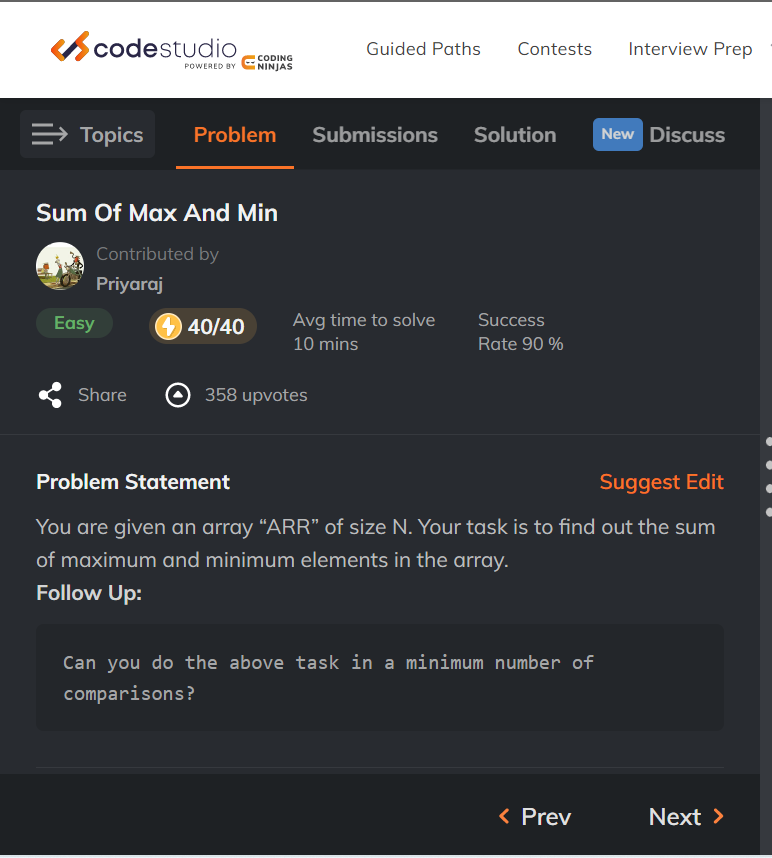 codestudio
POWERED BY CODING NINJAS
Guided Paths Contests Interview Prep
Topics Problem Submissions Solution New Discuss
Sum Of Max And Min
Contributed by
Priyaraj
Easy 40/40 Avg time to solve 10 mins Success Rate 90 %
Share 358 upvotes
Problem Statement Suggest Edit
You are given an array “ARR” of size N. Your task is to find out the sum
of maximum and minimum elements in the array.
Follow Up:
Can you do the above task in a minimum number of
comparisons?
Prev Next